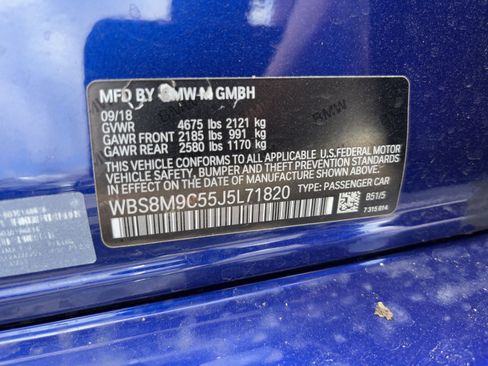 MFD BY BMW M GMBH
09/18
GVWR 4675 lbs 2121 kg
GAWR FRONT 2185 lbs 991 kg
GAWR REAR 2580 lbs 1170 kg
THIS VEHICLE CONFORMS TO ALL APPLICABLE U.S.FEDERAL MOTOR
VEHICLE SAFETY, BUMPER, AND THEFT PREVENTION STANDARDS
IN EFFECT ON THE DATE OF MANUFACTURE SHOWN ABOVE.
WBS8M9C55J5L71820 TYPE: PASSENGER CAR
B51/5
7315814
BMW
BMW